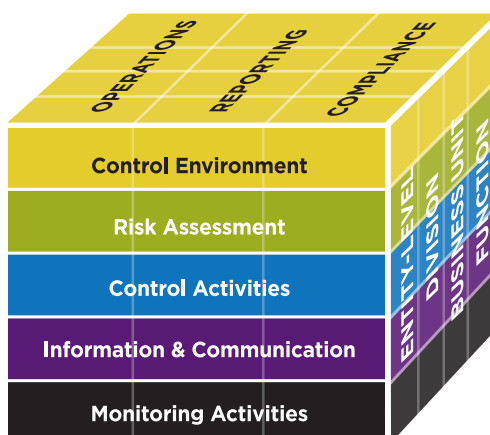 OPERATIONS
REPORTING
COMPLIANCE
Control Environment
Risk Assessment
Control Activities
Information & Communication
Monitoring Activities
ENTITY-LEVEL
DIVISION
BUSINESS UNIT
FUNCTION